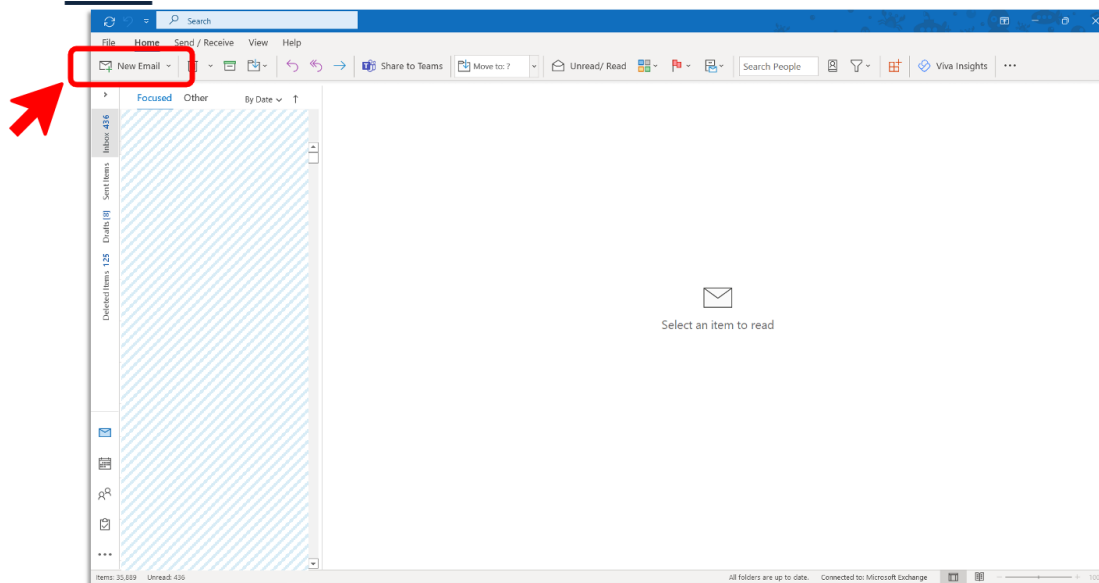 Search
File Home Send / Receive View Help
New Email Share to Teams Move to: ? Unread/ Read Search People Viva Insights
Focused Other By Date
Inbox 436
Sent Items
Drafts [8]
Deleted Items 125
Select an item to read
Items: 35,889 Unread: 436 All folders are up to date. Connected to: Microsoft Exchange